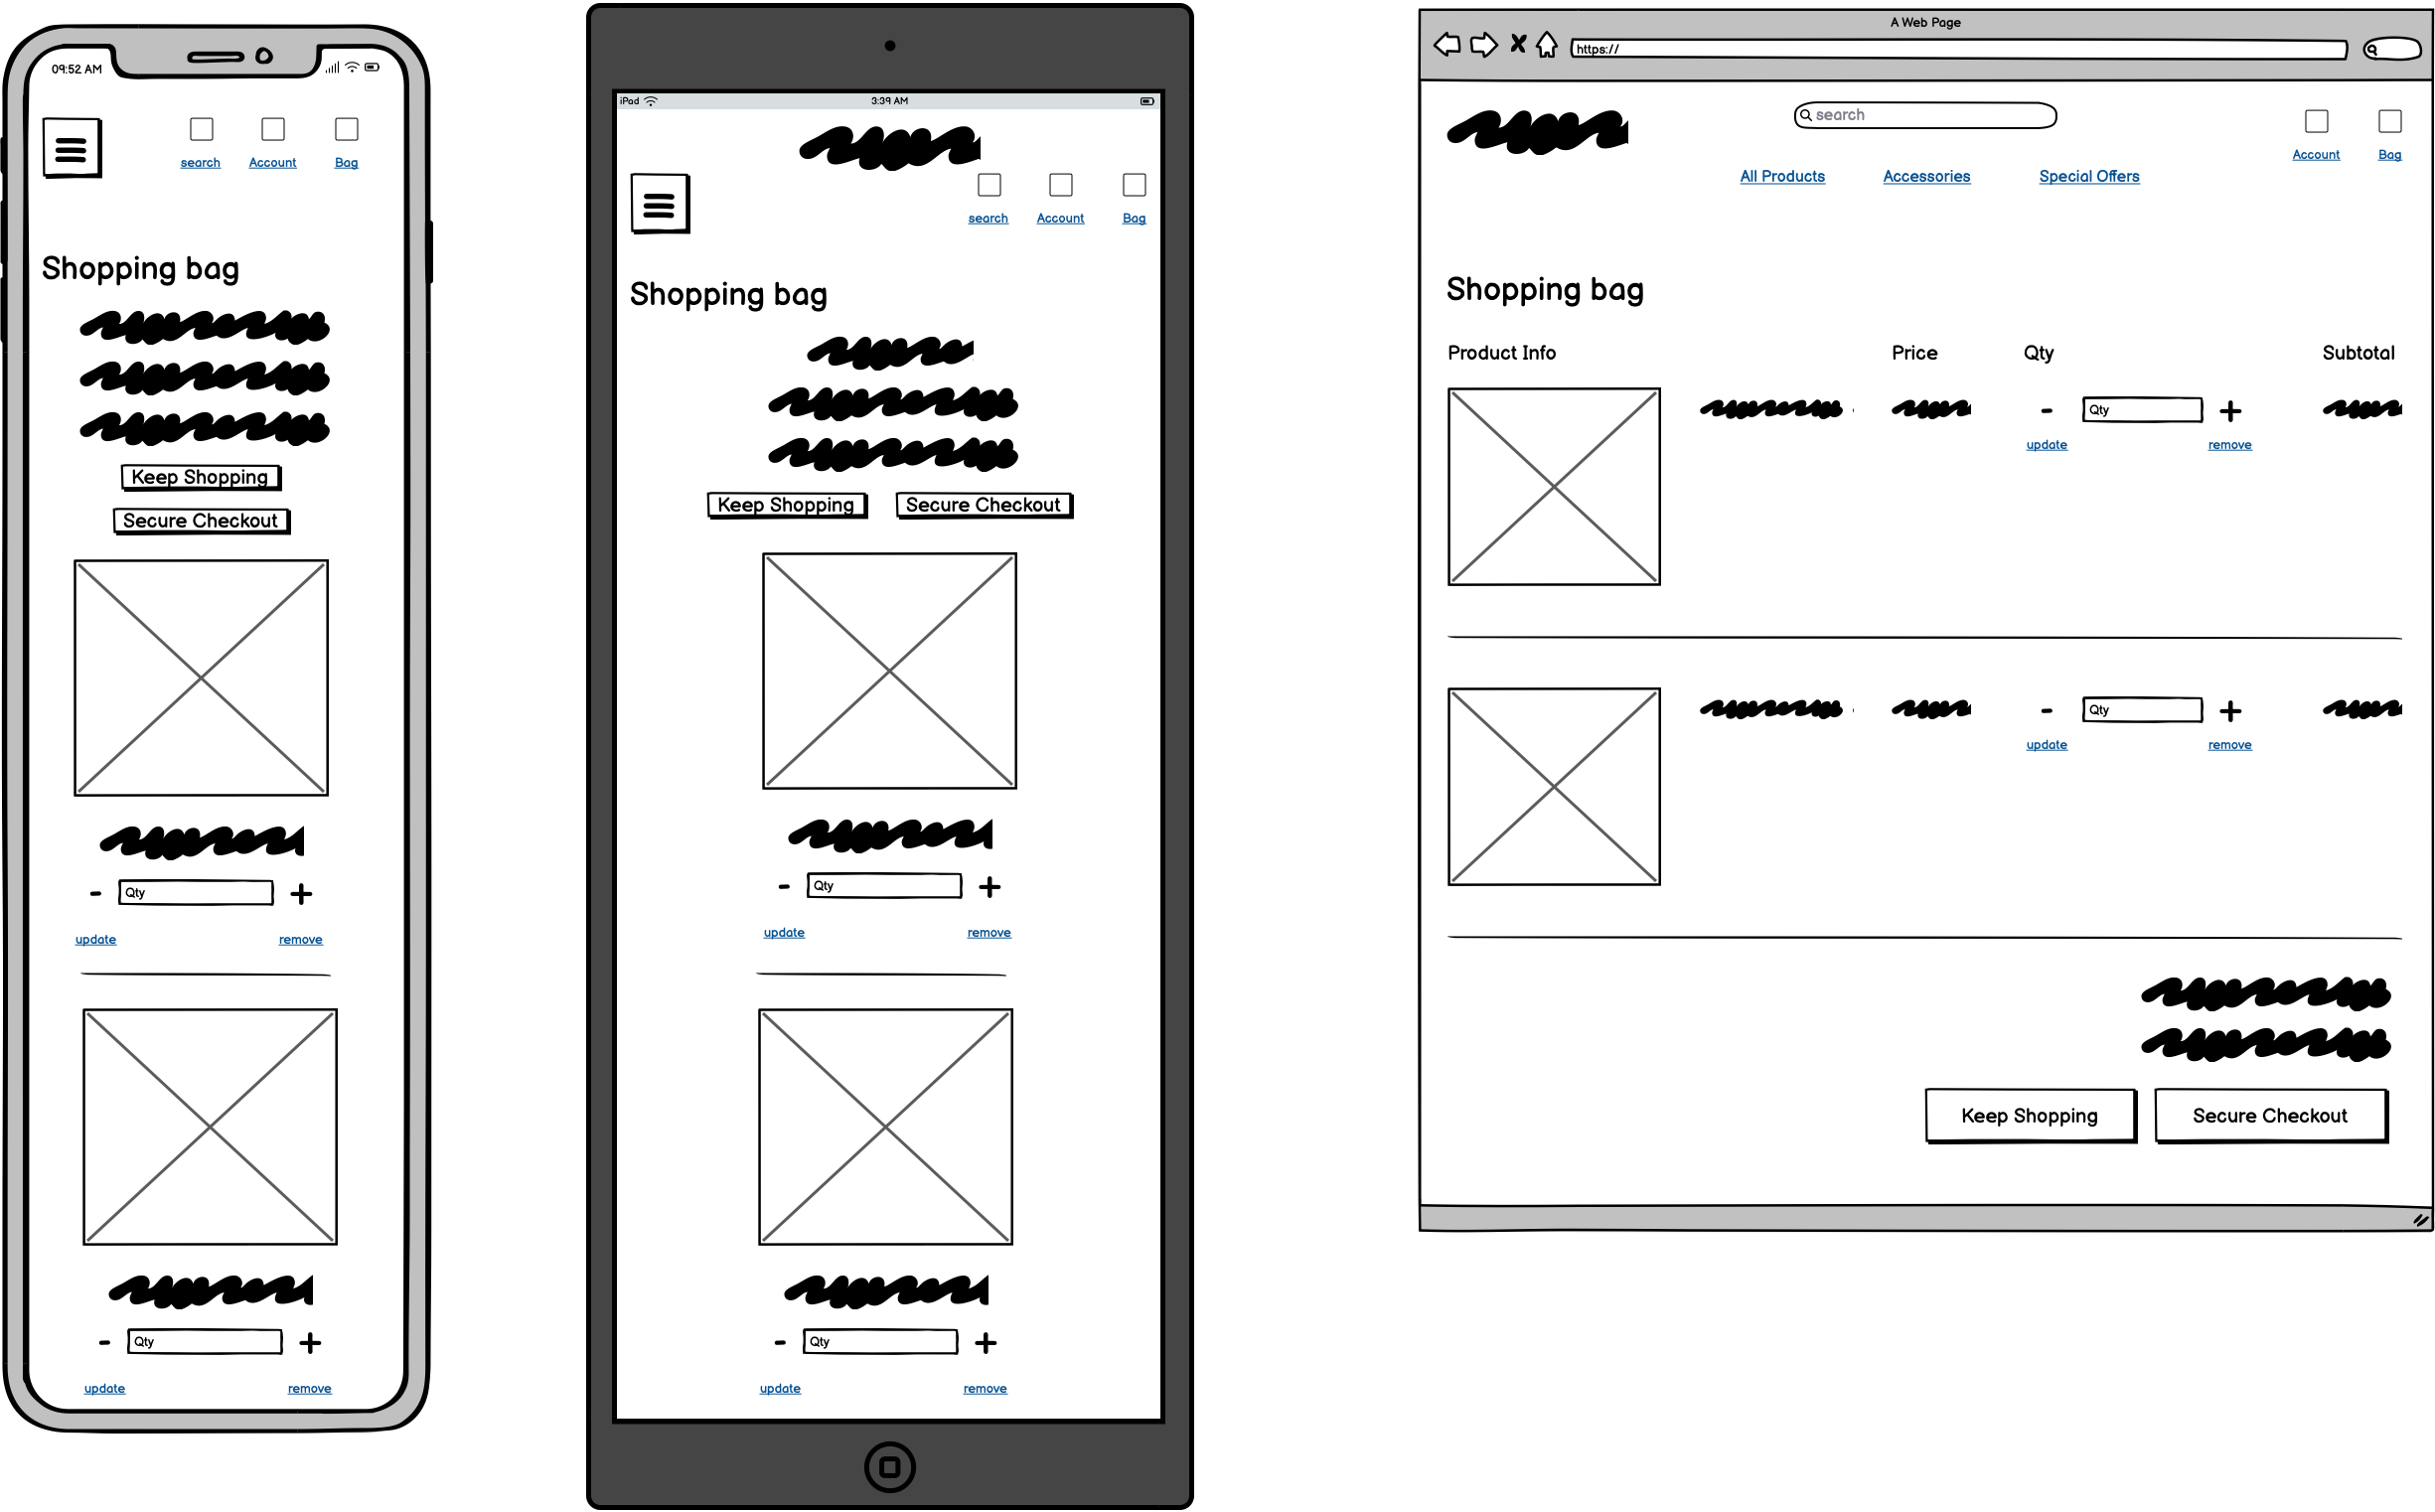 09:52 AM
search Account Bag
Shopping bag
Keep Shopping
Secure Checkout
- Qty +
update remove
- Qty +
update remove
iPad 3:39 AM
search Account Bag
Shopping bag
Keep Shopping Secure Checkout
- Qty +
update remove
- Qty +
update remove
A Web Page
https://
search
Account Bag
All Products Accessories Special Offers
Shopping bag
Product Info Price Qty Subtotal
- Qty +
update remove
- Qty +
update remove
Keep Shopping Secure Checkout